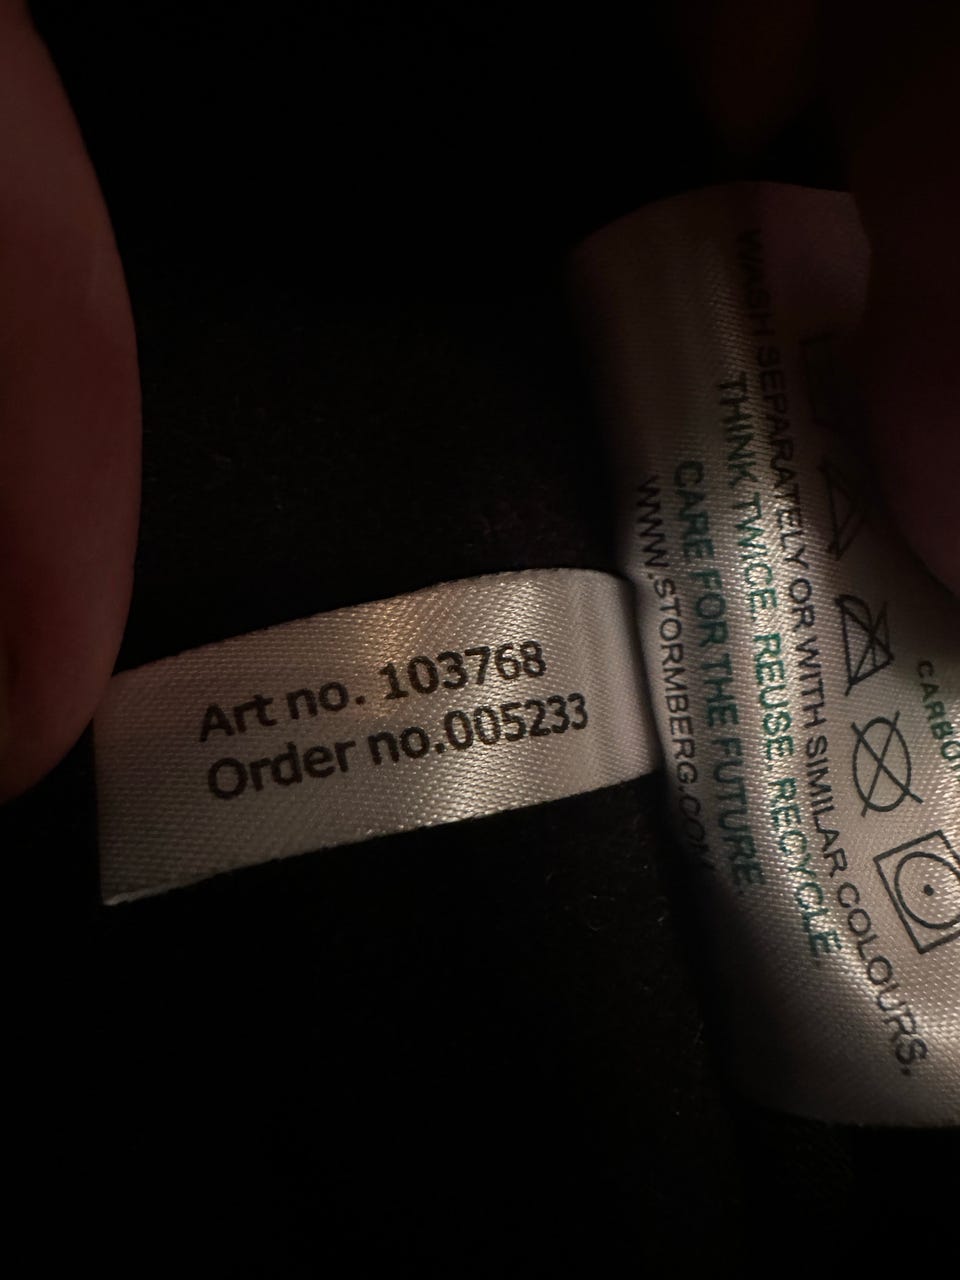 Art no. 103768
Order no.005233
WASH SEPARATELY OR WITH SIMILAR COLOURS.
THINK TWICE. REUSE. RECYCLE.
CARE FOR THE FUTURE.
WWW.STORMBERG.COM